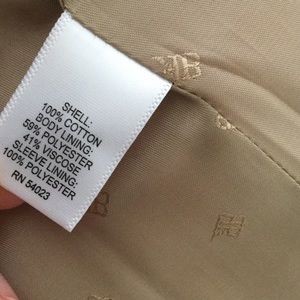 SHELL:
100% COTTON
BODY LINING:
59% POLYESTER
41% VISCOSE
SLEEVE LINING:
100% POLYESTER
RN 54023